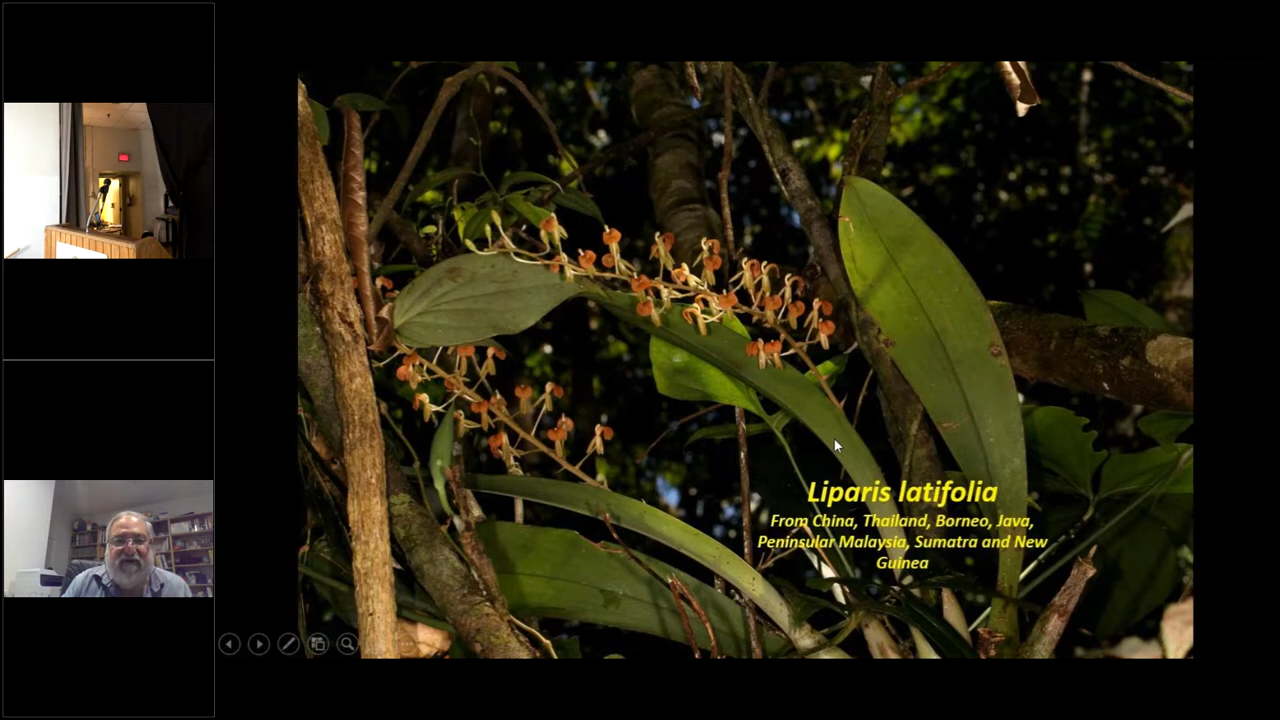 Liparis latifolia
From China, Thailand, Borneo, Java,
Peninsular Malaysia, Sumatra and New
Guinea